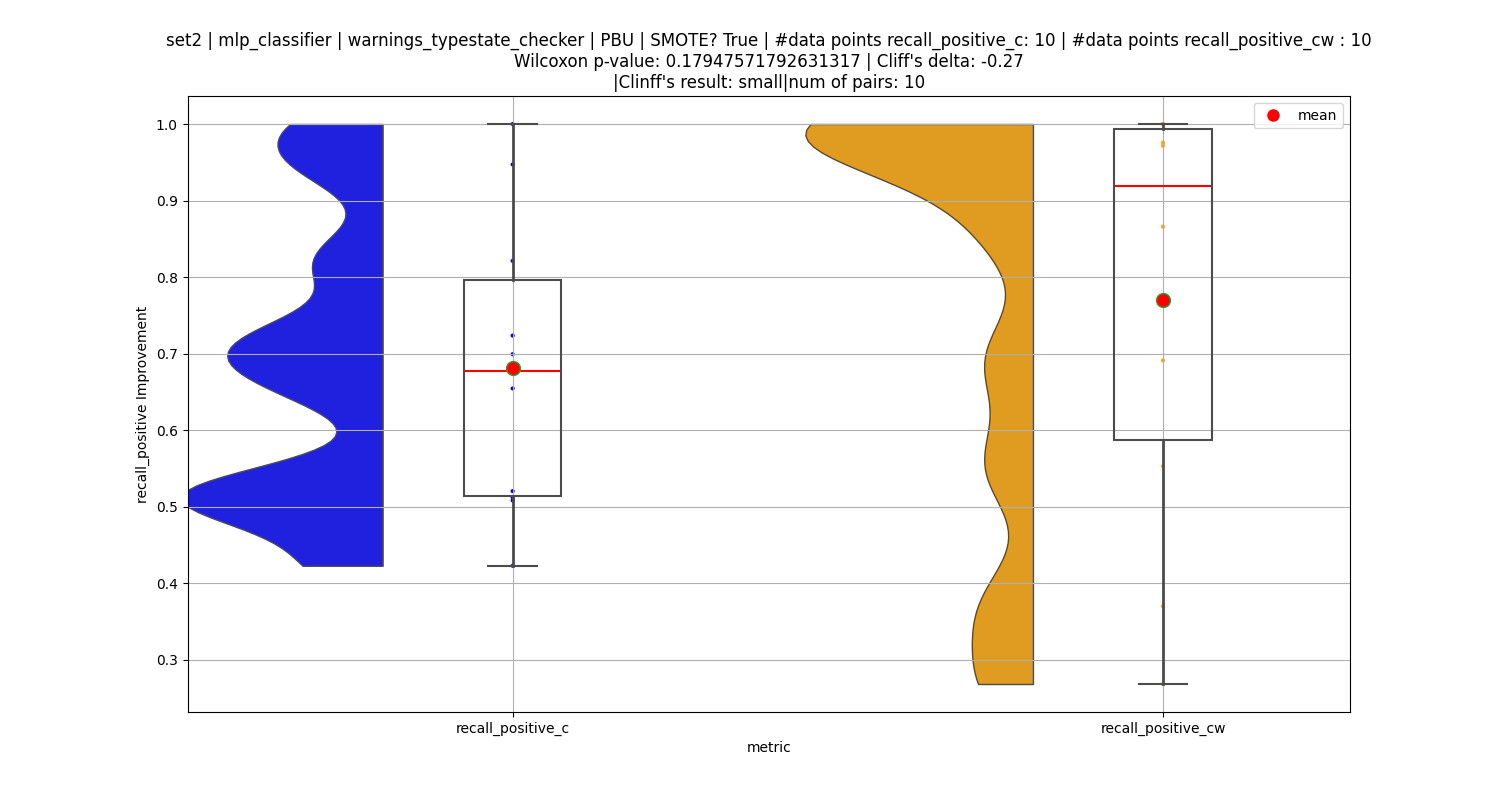 set2 | mlp_classifier | warnings_typestate_checker | PBU | SMOTE? True | #data points recall_positive_c: 10 | #data points recall_positive_cw : 10
Wilcoxon p-value: 0.17947571792631317 | Cliff's delta: -0.27
|Clinff's result: small|num of pairs: 10
mean
1.0
0.9
0.8
0.7
0.6
0.5
0.4
0.3
recall_positive Improvement
recall_positive_c
recall_positive_cw
metric